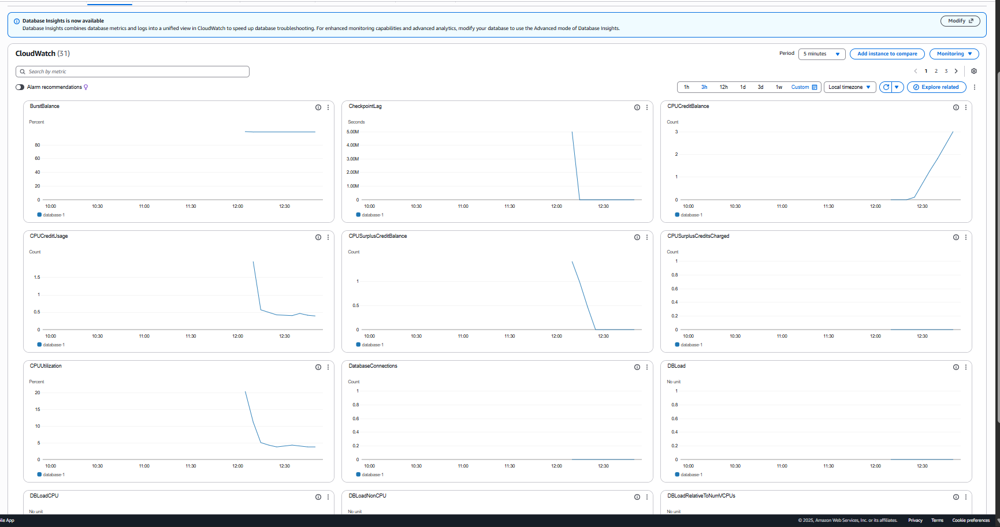 Database Insights is now available
Database Insights combines database metrics and logs into a unified view in CloudWatch to speed up database troubleshooting. For enhanced monitoring capabilities and advanced analytics, modify your database to use the Advanced mode of Database Insights.
Modify
CloudWatch (31)
Period
5 minutes
Add instance to compare
Monitoring
Search by metric
1 2 3
Alarm recommendations
1h 3h 12h 1d 3d 1w Custom
Local timezone
Explore related
BurstBalance
Percent
80
60
40
20
0
10:00 10:30 11:00 11:30 12:00 12:30
database-1
CheckpointLag
Seconds
5.00M
4.00M
3.00M
2.00M
1.00M
0
10:00 10:30 11:00 11:30 12:00 12:30
database-1
CPUCreditBalance
Count
3
2
1
0
10:00 10:30 11:00 11:30 12:00 12:30
database-1
CPUCreditUsage
Count
1.5
1
0.5
0
10:00 10:30 11:00 11:30 12:00 12:30
database-1
CPUSurplusCreditBalance
Count
1
0.5
0
10:00 10:30 11:00 11:30 12:00 12:30
database-1
CPUSurplusCreditsCharged
Count
1
0.8
0.6
0.4
0.2
0
10:00 10:30 11:00 11:30 12:00 12:30
database-1
CPUUtilization
Percent
20
15
10
5
0
10:00 10:30 11:00 11:30 12:00 12:30
database-1
DatabaseConnections
Count
1
0.8
0.6
0.4
0.2
0
10:00 10:30 11:00 11:30 12:00 12:30
database-1
DBLoad
No unit
1
0.8
0.6
0.4
0.2
0
10:00 10:30 11:00 11:30 12:00 12:30
database-1
DBLoadCPU
No unit
DBLoadNonCPU
No unit
DBLoadRelativeToNumVCPUs
No unit
ile App
© 2025, Amazon Web Services, Inc. or its affiliates.
Privacy
Terms
Cookie preferences